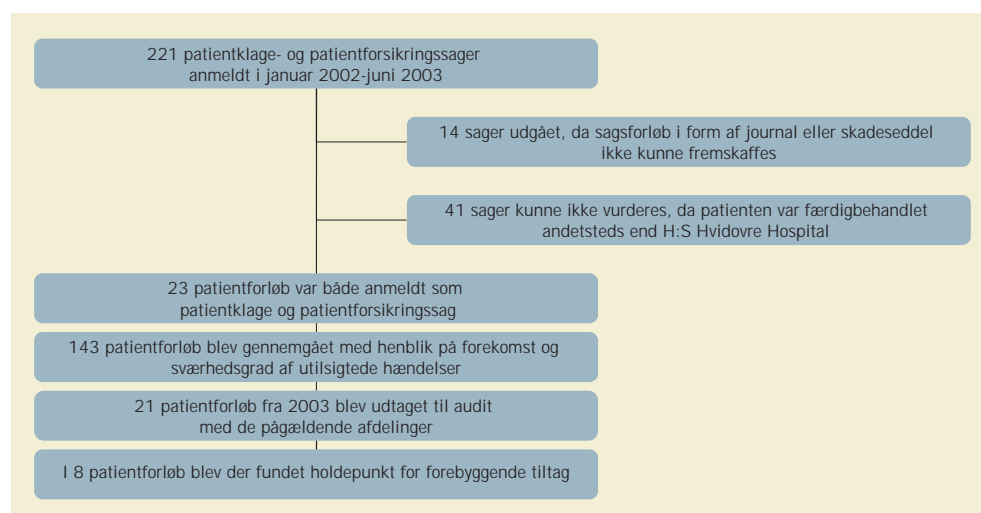 221 patientklage- og patientforsikringssager
anmeldt i januar 2002-juni 2003
14 sager udgået, da sagsforløb i form af journal eller skadeseddel
ikke kunne fremskaffes
41 sager kunne ikke vurderes, da patienten var færdigbehandlet
andetsteds end H:S Hvidovre Hospital
23 patientforløb var både anmeldt som
patientklage og patientforsikringssag
143 patientforløb blev gennemgået med henblik på forekomst og
sværhedsgrad af utilsigtede hændelser
21 patientforløb fra 2003 blev udtaget til audit
med de pågældende afdelinger
I 8 patientforløb blev der fundet holdepunkt for forebyggende tiltag